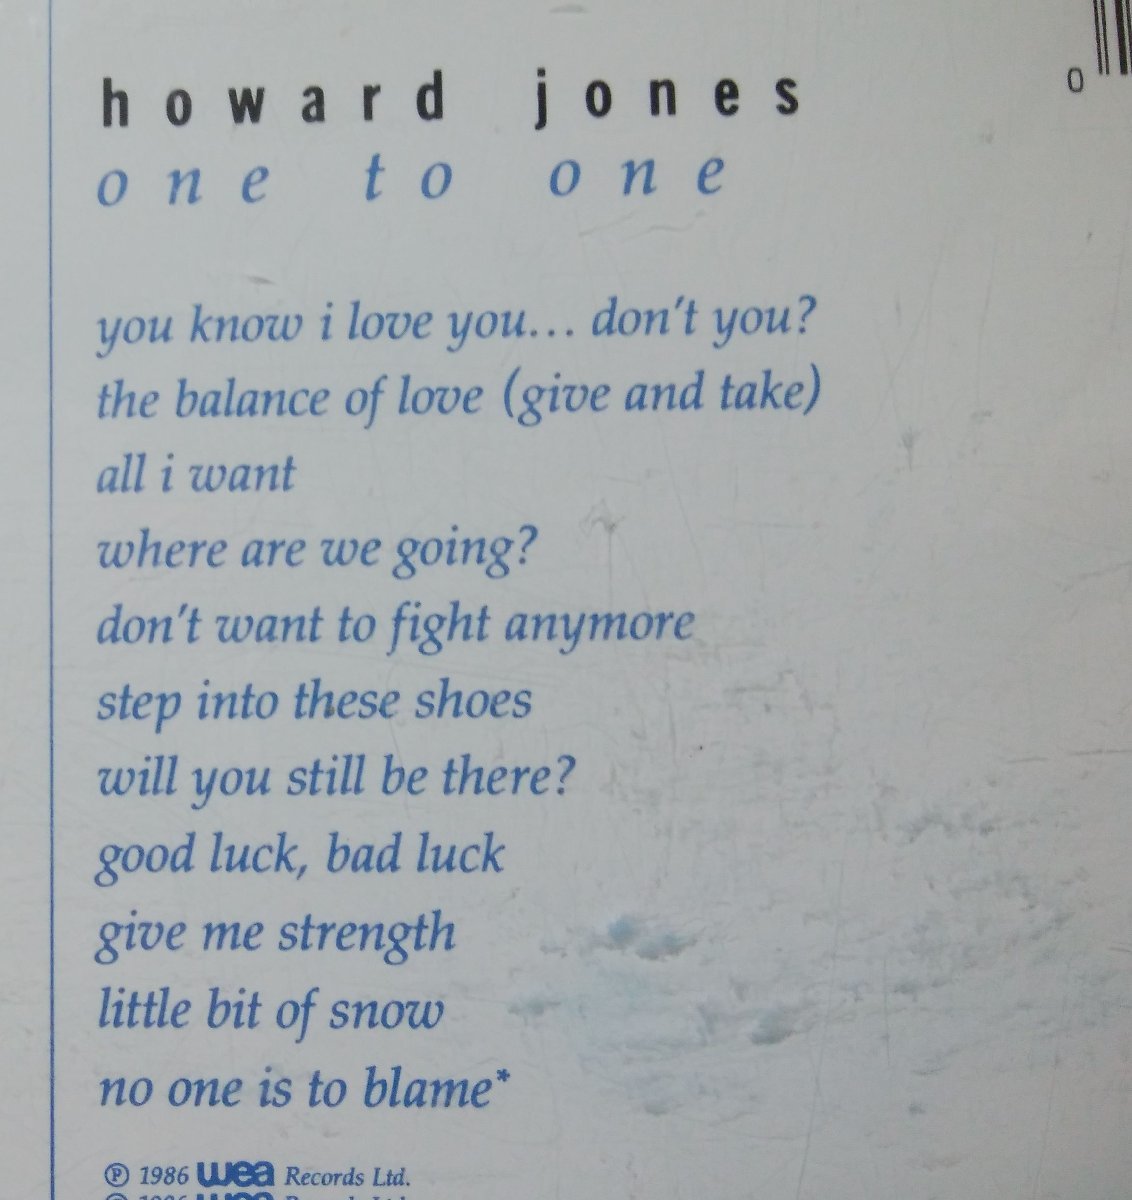 howard jones
0
one to one
you know i love you... don't you?
the balance of love (give and take)
all i want
where are we going?
don't want to fight anymore
step into these shoes
will you still be there?
good luck, bad luck
give me strength
little bit of snow
no one is to blame*
℗ 1986 wea Records Ltd.